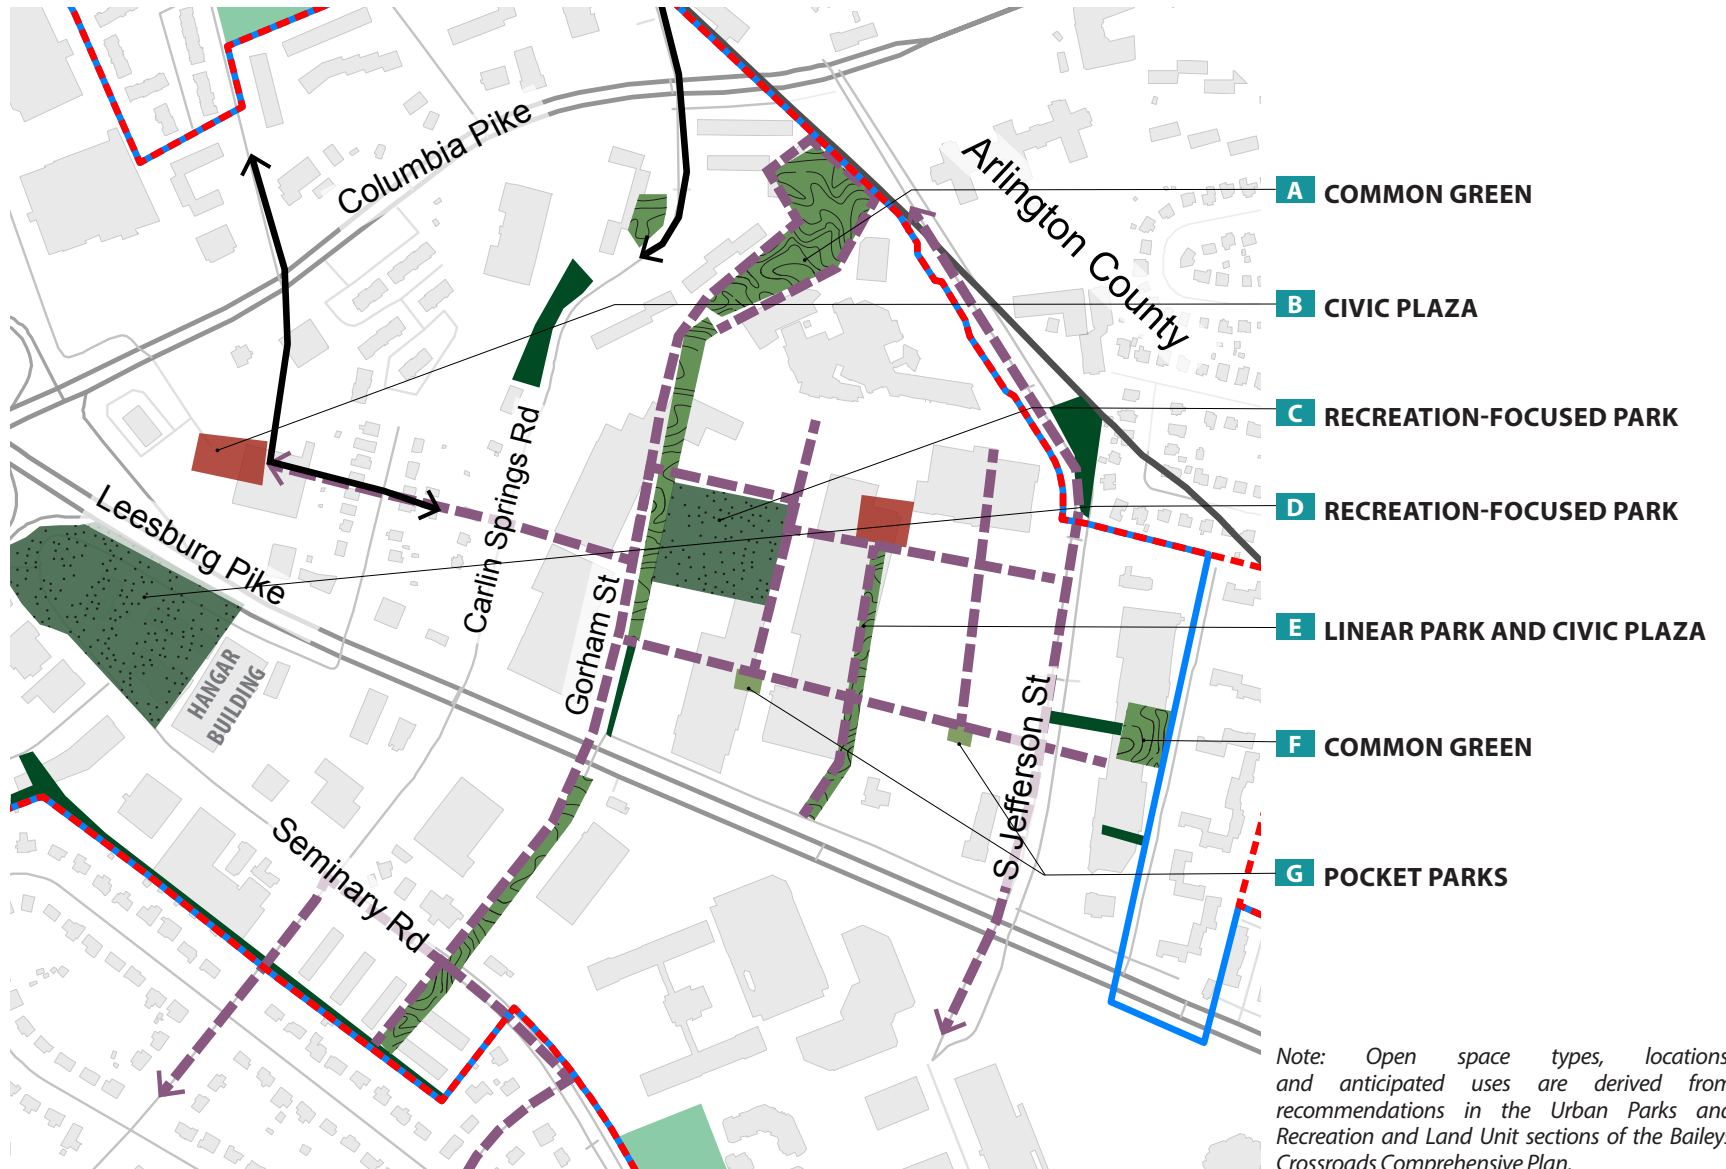 Columbia Pike
Arlington County
Leesburg Pike
Carlin Springs Rd
Gorham St
S Jefferson St
Seminary Rd
HANGAR
BUILDING
A COMMON GREEN
B CIVIC PLAZA
C RECREATION-FOCUSED PARK
D RECREATION-FOCUSED PARK
E LINEAR PARK AND CIVIC PLAZA
F COMMON GREEN
G POCKET PARKS
Note: Open space types, locations
and anticipated uses are derived from
recommendations in the Urban Parks and
Recreation and Land Unit sections of the Baileys
Crossroads Comprehensive Plan.